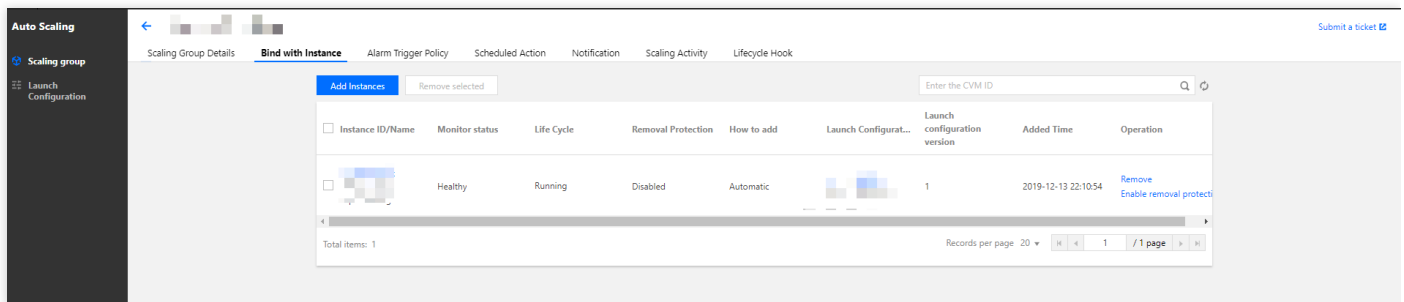 Auto Scaling
Submit a ticket
Scaling group
Launch Configuration
Scaling Group Details
Bind with Instance
Alarm Trigger Policy
Scheduled Action
Notification
Scaling Activity
Lifecycle Hook
Add Instances
Remove selected
Enter the CVM ID
Instance ID/Name
Monitor status
Life Cycle
Removal Protection
How to add
Launch Configurat...
Launch configuration version
Added Time
Operation
Healthy
Running
Disabled
Automatic
1
2019-12-13 22:10:54
Remove
Enable removal protecti
Total items: 1
Records per page 20
1
/ 1 page